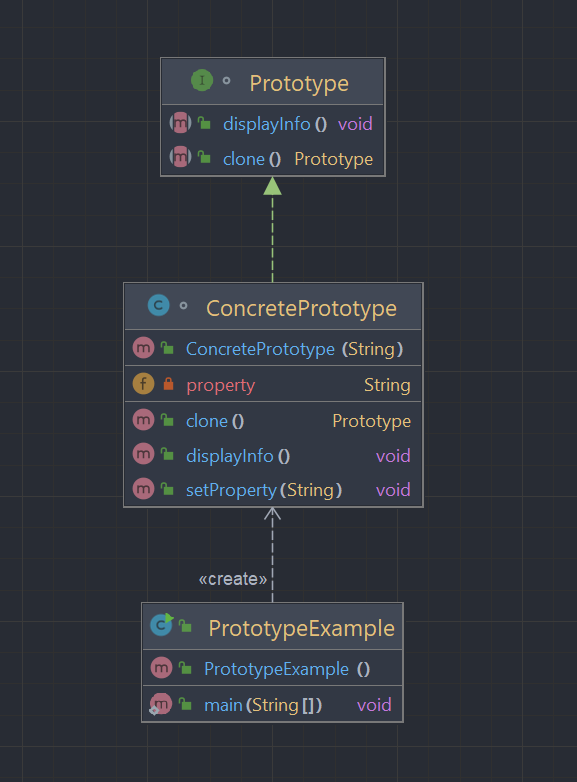 Prototype
displayInfo() void
clone() Prototype
ConcretePrototype
ConcretePrototype(String)
property String
clone() Prototype
displayInfo() void
setProperty(String) void
«create»
PrototypeExample
PrototypeExample()
main(String[]) void